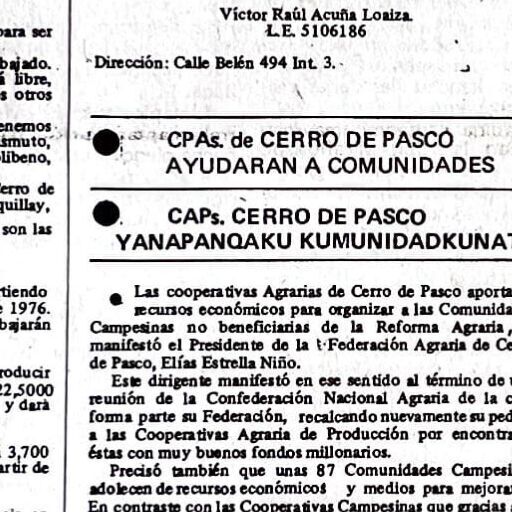 para ser
bajado.
á libre,
s otros
enemos
ismuto,
olibeno,
Cerro de
quillay,
son las
rtiendo
e 1976.
bajarán
roducir
22,5000
y dará
3,700
artir de
Víctor Raúl Acuña Loaiza.
L.E. 5106186
Dirección: Calle Belén 494 Int. 3.
CPAs. de CERRO DE PASCO
AYUDARAN A COMUNIDADES
CAPs. CERRO DE PASCO
YANAPANQAKU KUMUNIDADKUNAT
Las cooperativas Agrarias de Cerro de Pasco aporta
recursos económicos para organizar a las Comunida
Campesinas no beneficiarias de la Reforma Agraria,
manifestó el Presidente de la Federación Agraria de Ce
de Pasco, Elías Estrella Niño.
Este dirigente manifestó en ese sentido al término de u
reunión de la Confederación Nacional Agraria de la c
forma parte su Federación, recalcando nuevamente su ped
a las Cooperativas Agraria de Producción por encontra
éstas con muy buenos fondos millonarios.
Precisó también que unas 87 Comunidades Campesi
adolecen de recursos económicos y medios para mejorar
En contraste con las Cooperativas Campesinas que gracias